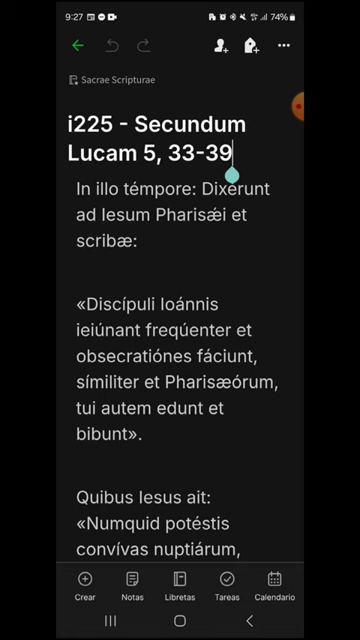 9:27
74%
Sacrae Scripturae
i225 - Secundum
Lucam 5, 33-39
In illo témpore: Dixérunt
ad Iesum Pharisǽi et
scribæ:
«Discípuli Ioánnis
ieiúnant freqúenter et
obsecratiónes fáciunt,
símiliter et Pharisæórum,
tui autem edunt et
bibunt».
Quibus Iesus ait:
«Numquid potéstis
convívas nuptiárum,
Crear
Notas
Libretas
Tareas
Calendario